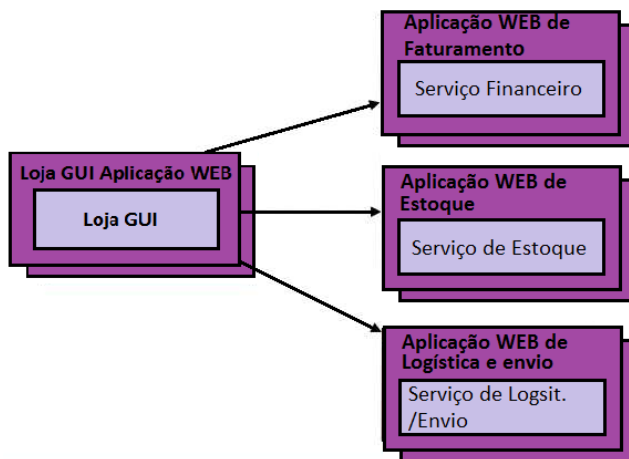 Loja GUI Aplicação WEB
Loja GUI
Aplicação WEB de
Faturamento
Serviço Financeiro
Aplicação WEB de
Estoque
Serviço de Estoque
Aplicação WEB de
Logística e envio
Serviço de Logsit.
/Envio